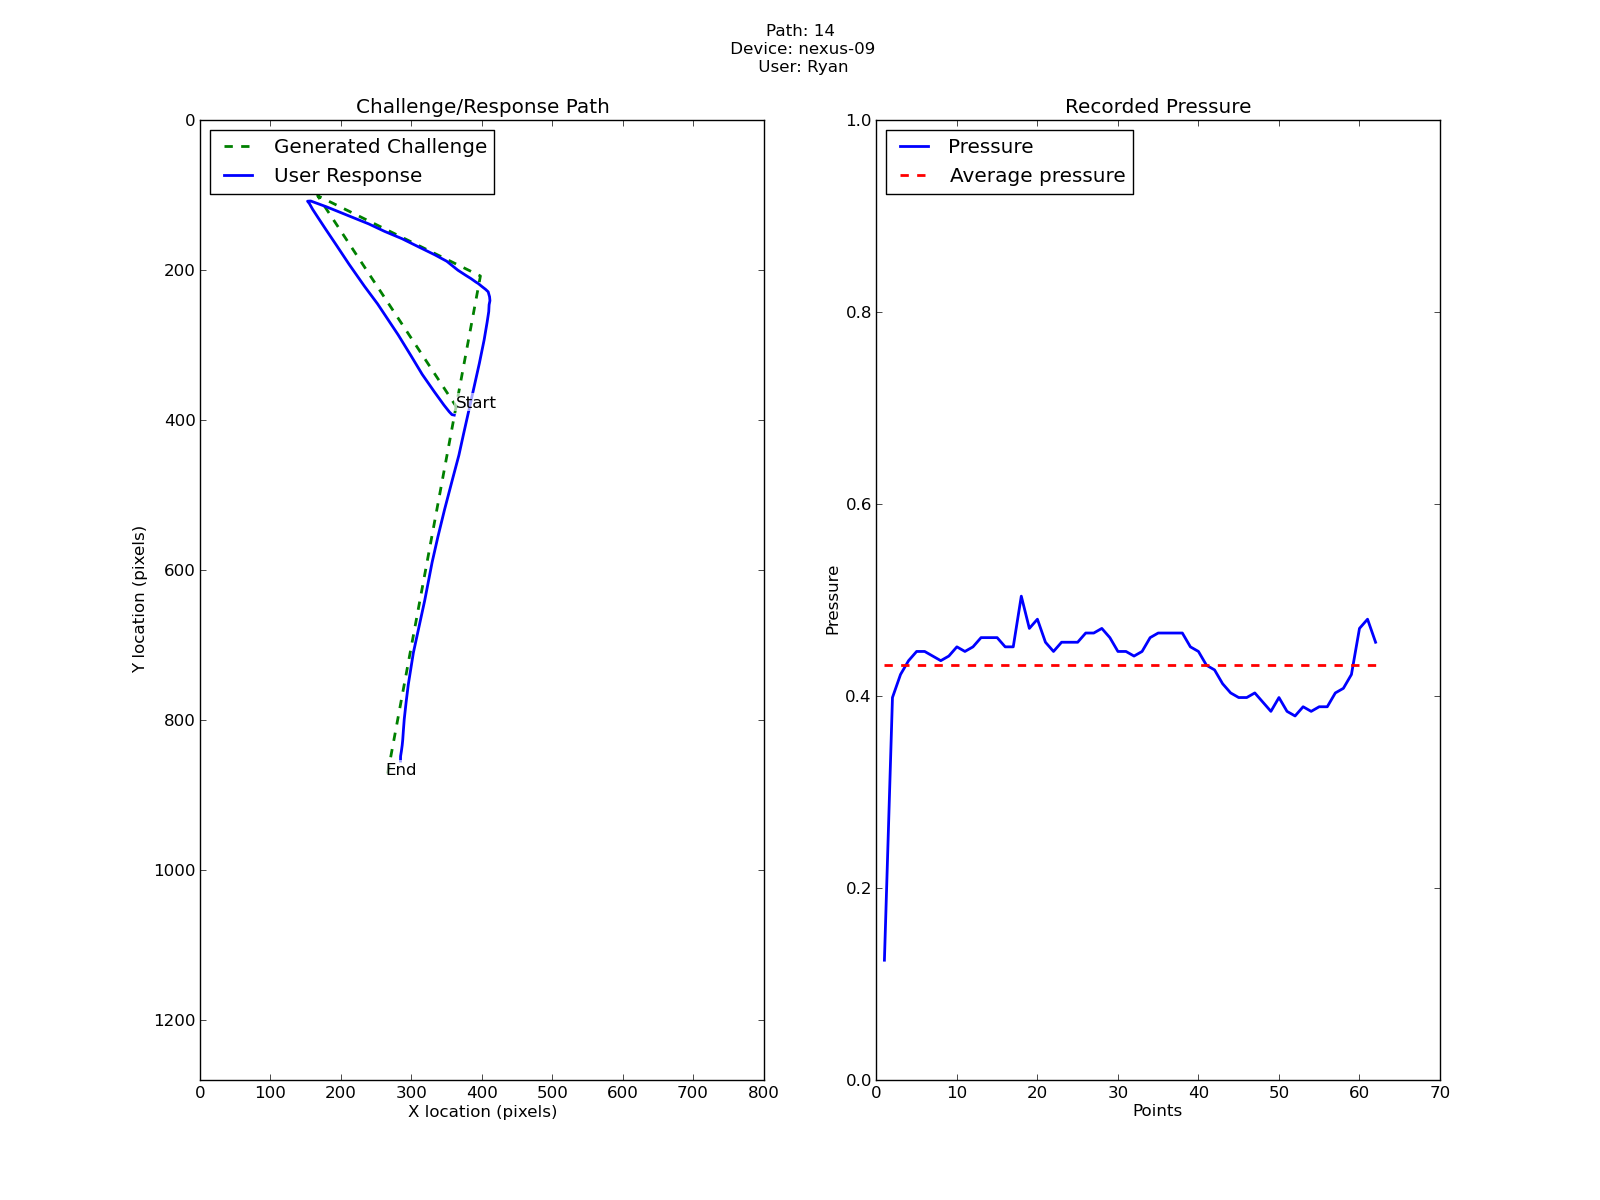 Path: 14
Device: nexus-09
User: Ryan
Challenge/Response Path
Generated Challenge
User Response
0
200
400
600
800
1000
1200
Y location (pixels)
Start
End
0 100 200 300 400 500 600 700 800
X location (pixels)
Recorded Pressure
Pressure
Average pressure
1.0
0.8
0.6
0.4
0.2
0.0
Pressure
0 10 20 30 40 50 60 70
Points